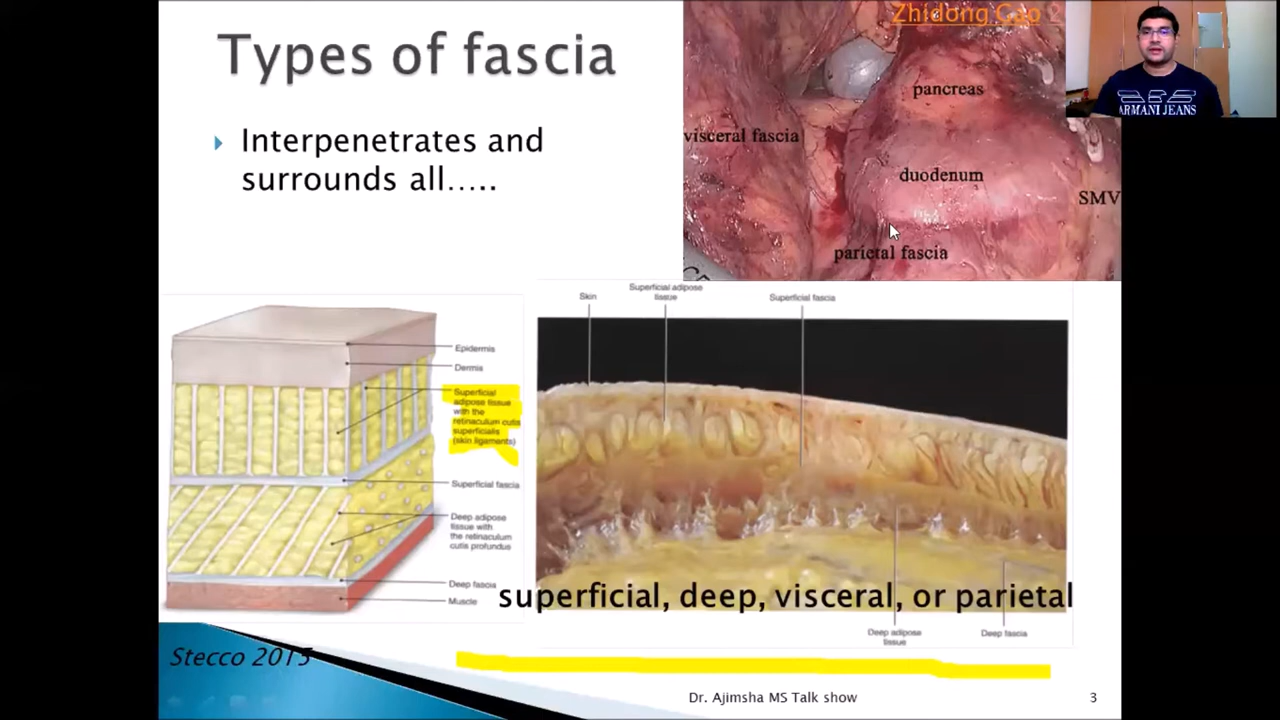 Types of fascia
Interpenetrates and
surrounds all…..
Zhidong Cao
pancreas
visceral fascia
duodenum
SMV
parietal fascia
ARMANI JEANS
Epidermis
Dermis
Superficial
adipose tissue
with the
retinaculum cutis
superficialis
(skin ligaments)
Superficial fascia
Deep adipose
tissue with
the retinaculum
cutis profundus
Deep fascia
Muscle
Skin
Superficial adipose
tissue
Superficial fascia
superficial, deep, visceral, or parietal
Deep adipose
tissue
Deep fascia
Stecco 2015
Dr. Ajimsha MS Talk show
3